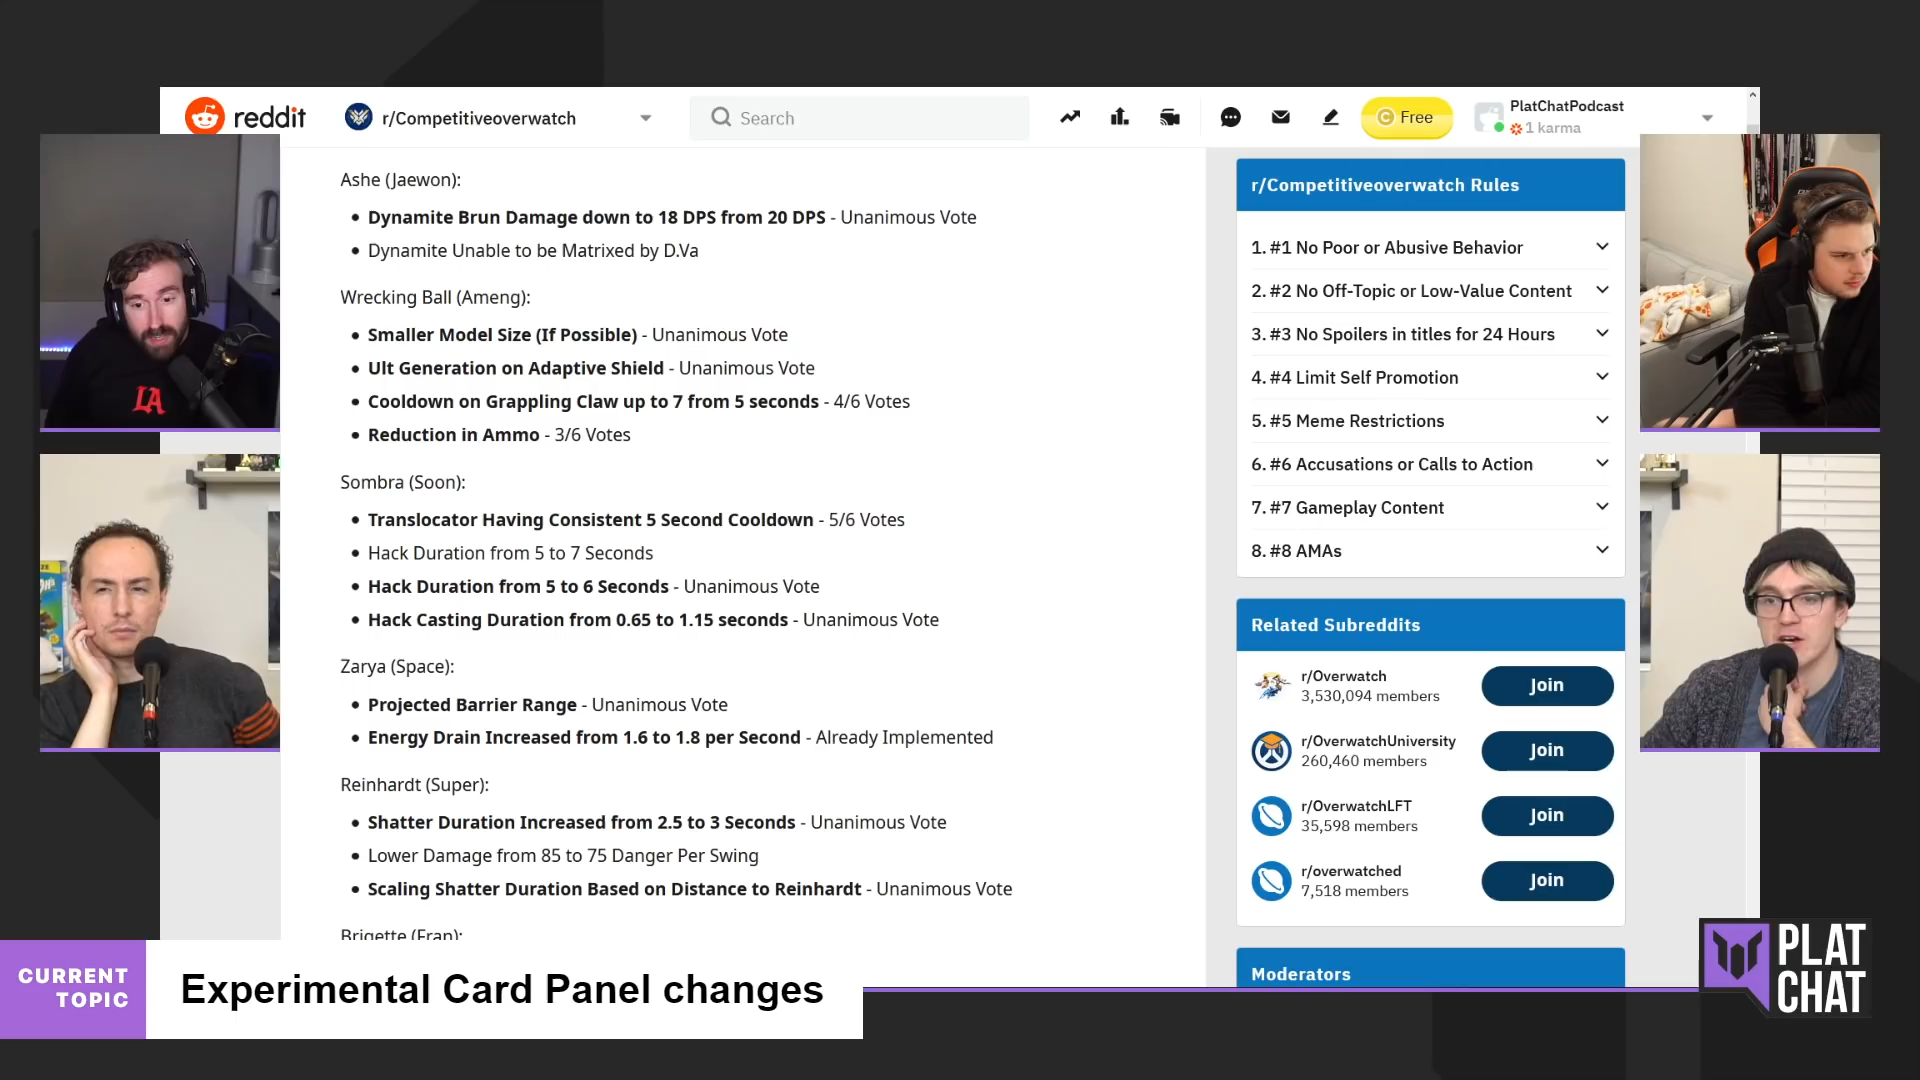 reddit
r/Competitiveoverwatch
Search
Free
PlatChatPodcast
1 karma
Ashe (Jaewon):
Dynamite Brun Damage down to 18 DPS from 20 DPS - Unanimous Vote
Dynamite Unable to be Matrixed by D.Va
Wrecking Ball (Ameng):
Smaller Model Size (If Possible) - Unanimous Vote
Ult Generation on Adaptive Shield - Unanimous Vote
Cooldown on Grappling Claw up to 7 from 5 seconds - 4/6 Votes
Reduction in Ammo - 3/6 Votes
Sombra (Soon):
Translocator Having Consistent 5 Second Cooldown - 5/6 Votes
Hack Duration from 5 to 7 Seconds
Hack Duration from 5 to 6 Seconds - Unanimous Vote
Hack Casting Duration from 0.65 to 1.15 seconds - Unanimous Vote
Zarya (Space):
Projected Barrier Range - Unanimous Vote
Energy Drain Increased from 1.6 to 1.8 per Second - Already Implemented
Reinhardt (Super):
Shatter Duration Increased from 2.5 to 3 Seconds - Unanimous Vote
Lower Damage from 85 to 75 Danger Per Swing
Scaling Shatter Duration Based on Distance to Reinhardt - Unanimous Vote
Brigette (Fran):
r/Competitiveoverwatch Rules
1. #1 No Poor or Abusive Behavior
2. #2 No Off-Topic or Low-Value Content
3. #3 No Spoilers in titles for 24 Hours
4. #4 Limit Self Promotion
5. #5 Meme Restrictions
6. #6 Accusations or Calls to Action
7. #7 Gameplay Content
8. #8 AMAs
Related Subreddits
r/Overwatch
3,530,094 members
Join
r/OverwatchUniversity
260,460 members
Join
r/OverwatchLFT
35,598 members
Join
r/overwatched
7,518 members
Join
Moderators
LA
CURRENT
TOPIC
Experimental Card Panel changes
PLAT
CHAT